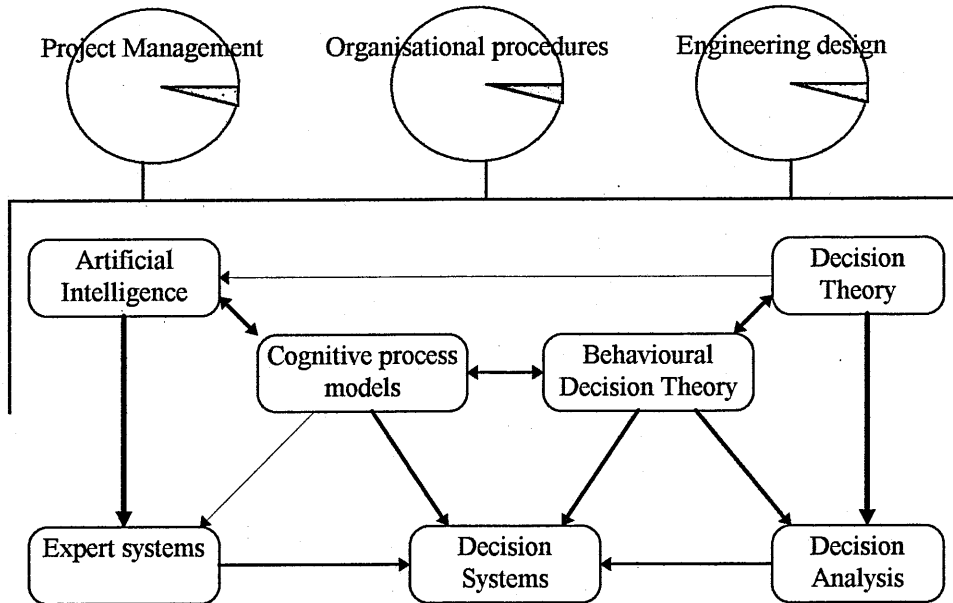 Project Management
Organisational procedures
Engineering design
Artificial
Intelligence
Decision
Theory
Cognitive process
models
Behavioural
Decision Theory
Expert systems
Decision
Systems
Decision
Analysis